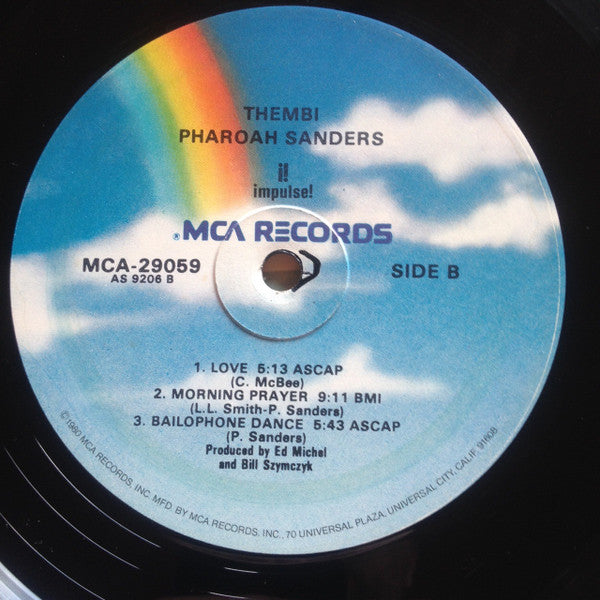 THEMBI
PHAROAH SANDERS
i!
impulse!
®MCA RECORDS
MCA-29059
AS 9206 B
SIDE B
1. LOVE 5:13 ASCAP
(C. McBee)
2. MORNING PRAYER 9:11 BMI
(L.L. Smith-P. Sanders)
3. BAILOPHONE DANCE 5:43 ASCAP
(P. Sanders)
Produced by Ed Michel
and Bill Szymczyk
©1980 MCA RECORDS, INC. MFD. BY MCA RECORDS, INC., 70 UNIVERSAL PLAZA, UNIVERSAL CITY, CALIF. 91608